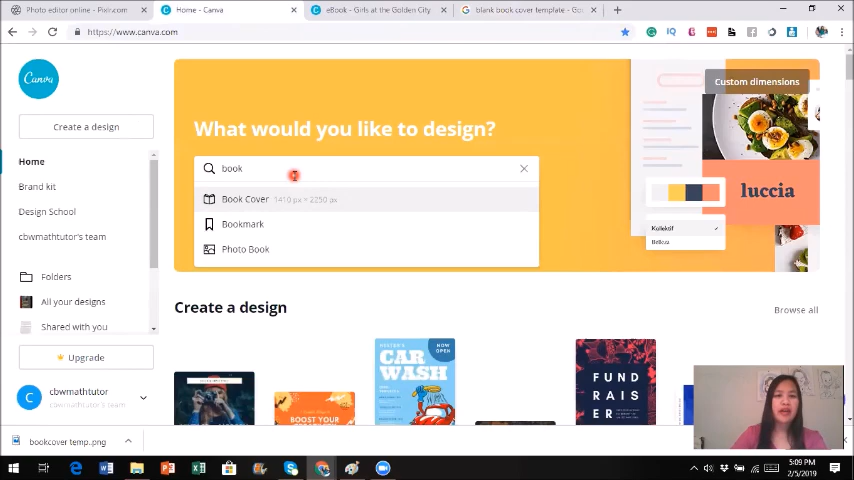 Photo editor online - Pixlr.com
Home - Canva
eBook - Girls at the Golden City
blank book cover template - Goo
https://www.canva.com
Canva
Create a design
Home
Brand kit
Design School
cbwmathtutor's team
Folders
All your designs
Shared with you
Upgrade
cbwmathtutor
cbwmathtutor's team
Custom dimensions
What would you like to design?
book
Book Cover 1410 px × 2250 px
Bookmark
Photo Book
luccia
Kollektif
Create a design
Browse all
CAR
WASH
NOW
OPEN
BOOST YOUR
FUND
RAIS
ER
bookcover temp..png
5:09 PM
2/5/2019